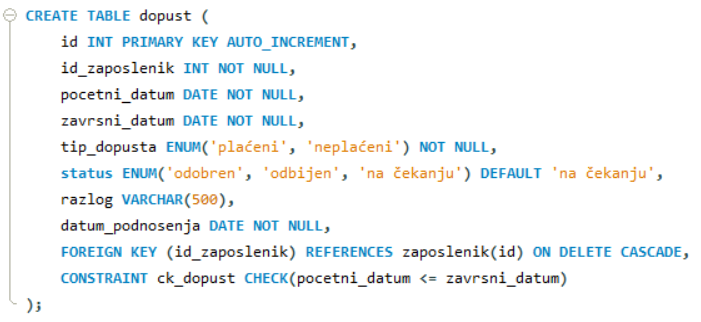 CREATE TABLE dopust (
id INT PRIMARY KEY AUTO_INCREMENT,
id_zaposlenik INT NOT NULL,
pocetni_datum DATE NOT NULL,
zavrsni_datum DATE NOT NULL,
tip_dopusta ENUM('plaćeni', 'neplaćeni') NOT NULL,
status ENUM('odobren', 'odbijen', 'na čekanju') DEFAULT 'na čekanju',
razlog VARCHAR(500),
datum_podnosenja DATE NOT NULL,
FOREIGN KEY (id_zaposlenik) REFERENCES zaposlenik(id) ON DELETE CASCADE,
CONSTRAINT ck_dopust CHECK(pocetni_datum <= zavrsni_datum)
);